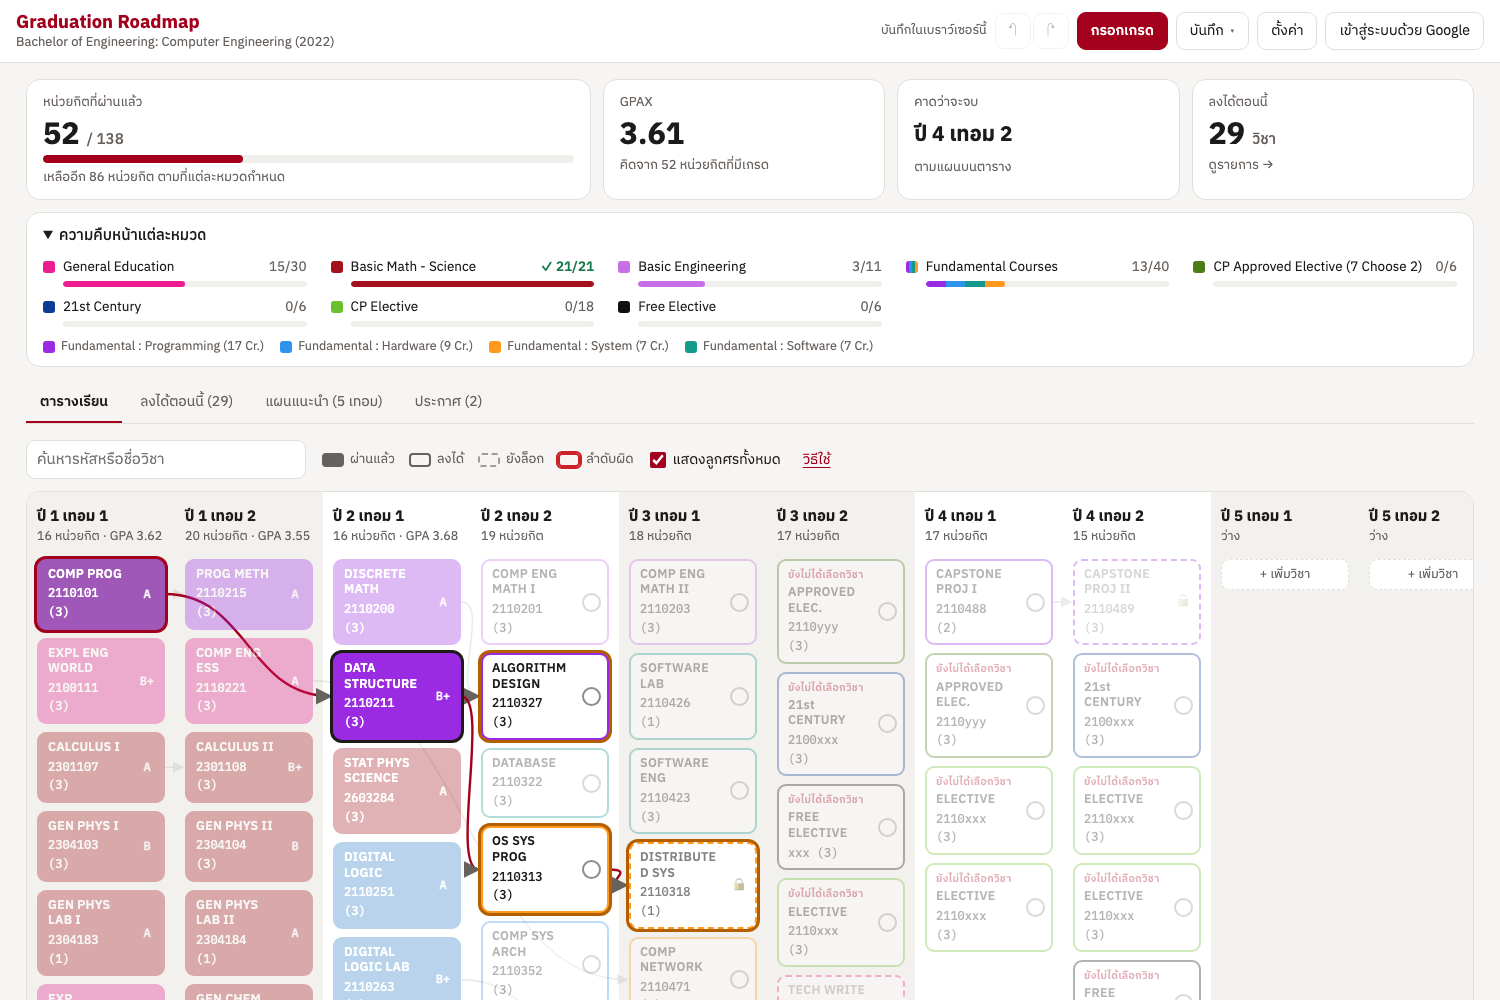 Graduation Roadmap
Bachelor of Engineering: Computer Engineering (2022)
บันทึกในเบราว์เซอร์นี้
กรอกเกรด
บันทึก
ตั้งค่า
เข้าสู่ระบบด้วย Google
หน่วยกิตที่ผ่านแล้ว
52 / 138
เหลืออีก 86 หน่วยกิต ตามที่แต่ละหมวดกำหนด
GPAX
3.61
คิดจาก 52 หน่วยกิตที่มีเกรด
คาดว่าจะจบ
ปี 4 เทอม 2
ตามแผนบนตาราง
ลงได้ตอนนี้
29 วิชา
ดูรายการ →
▼ ความคืบหน้าแต่ละหมวด
General Education 15/30
Basic Math - Science ✓ 21/21
Basic Engineering 3/11
Fundamental Courses 13/40
CP Approved Elective (7 Choose 2) 0/6
21st Century 0/6
CP Elective 0/18
Free Elective 0/6
Fundamental : Programming (17 Cr.)
Fundamental : Hardware (9 Cr.)
Fundamental : System (7 Cr.)
Fundamental : Software (7 Cr.)
ตารางเรียน
ลงได้ตอนนี้ (29)
แผนแนะนำ (5 เทอม)
ประกาศ (2)
ค้นหารหัสหรือชื่อวิชา
ผ่านแล้ว
ลงได้
ยังล็อก
ลำดับผิด
แสดงลูกศรทั้งหมด
วิธีใช้
ปี 1 เทอม 1
16 หน่วยกิต · GPA 3.62
COMP PROG
2110101 A
(3)
EXPL ENG
WORLD
2100111 B+
(3)
CALCULUS I
2301107 A
(3)
GEN PHYS I
2304103 B
(3)
GEN PHYS
LAB I
2304183 A
(1)
EXP
ปี 1 เทอม 2
20 หน่วยกิต · GPA 3.55
PROG METH
2110215 A
(3)
COMP ENG
ESS
2110221 A
(3)
CALCULUS II
2301108 B+
(3)
GEN PHYS II
2304104 B
(3)
GEN PHYS
LAB II
2304184 A
(1)
GEN CHEM
ปี 2 เทอม 1
16 หน่วยกิต · GPA 3.68
DISCRETE
MATH
2110200 A
(3)
DATA
STRUCTURE
2110211 B+
(3)
STAT PHYS
SCIENCE
2603284 A
(3)
DIGITAL
LOGIC
2110251 A
(3)
DIGITAL
LOGIC LAB
2110263 B+
ปี 2 เทอม 2
19 หน่วยกิต
COMP ENG
MATH I
2110201
(3)
ALGORITHM
DESIGN
2110327
(3)
DATABASE
2110322
(3)
OS SYS
PROG
2110313
(3)
COMP SYS
ARCH
2110352
(3)
ปี 3 เทอม 1
18 หน่วยกิต
COMP ENG
MATH II
2110203
(3)
SOFTWARE
LAB
2110426
(1)
SOFTWARE
ENG
2110423
(3)
DISTRIBUTE
D SYS
2110318
(1)
COMP
NETWORK
2110471
ปี 3 เทอม 2
17 หน่วยกิต
ยังไม่ได้เลือกวิชา
APPROVED
ELEC.
2110yyy
(3)
ยังไม่ได้เลือกวิชา
21st
CENTURY
2100xxx
(3)
ยังไม่ได้เลือกวิชา
FREE
ELECTIVE
xxx (3)
ยังไม่ได้เลือกวิชา
ELECTIVE
2110xxx
(3)
TECH WRITE
ปี 4 เทอม 1
17 หน่วยกิต
CAPSTONE
PROJ I
2110488
(2)
ยังไม่ได้เลือกวิชา
APPROVED
ELEC.
2110yyy
(3)
ยังไม่ได้เลือกวิชา
ELECTIVE
2110xxx
(3)
ยังไม่ได้เลือกวิชา
ELECTIVE
2110xxx
(3)
ปี 4 เทอม 2
15 หน่วยกิต
CAPSTONE
PROJ II
2110489
(3)
ยังไม่ได้เลือกวิชา
21st
CENTURY
2100xxx
(3)
ยังไม่ได้เลือกวิชา
ELECTIVE
2110xxx
(3)
ยังไม่ได้เลือกวิชา
ELECTIVE
2110xxx
(3)
ยังไม่ได้เลือกวิชา
FREE
ปี 5 เทอม 1
ว่าง
+ เพิ่มวิชา
ปี 5 เทอม 2
ว่าง
+ เพิ่มวิชา